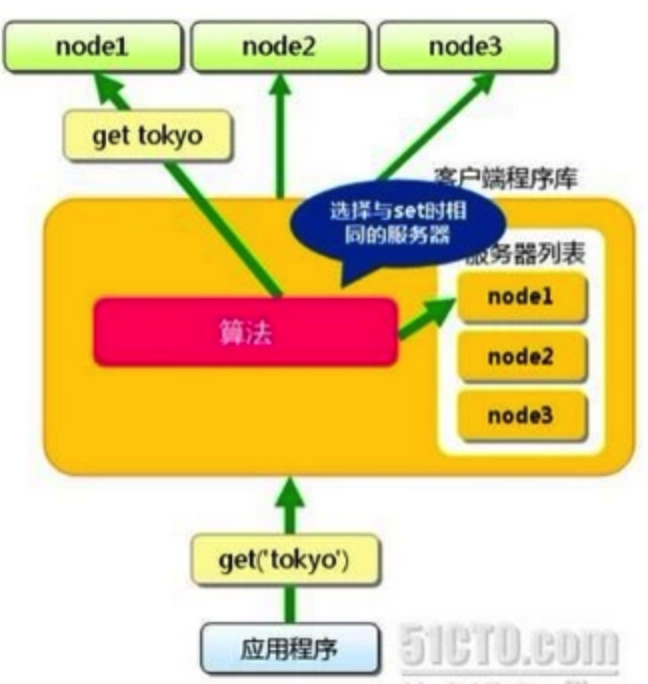 node1
node2
node3
get tokyo
客户端程序库
选择与set时相
同的服务器
服务器列表
算法
node1
node2
node3
get('tokyo')
应用程序
51CTO.com